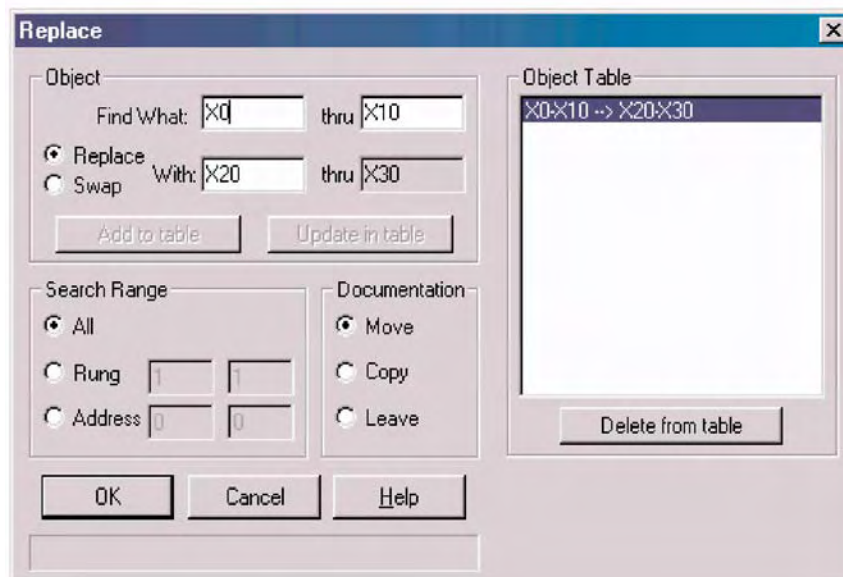 Replace
Object
Find What: X0 thru X10
Replace
Swap
With: X20 thru X30
Add to table Update in table
Search Range
All
Rung 1 1
Address 0 0
Documentation
Move
Copy
Leave
Object Table
X0-X10 --> X20-X30
Delete from table
OK Cancel Help